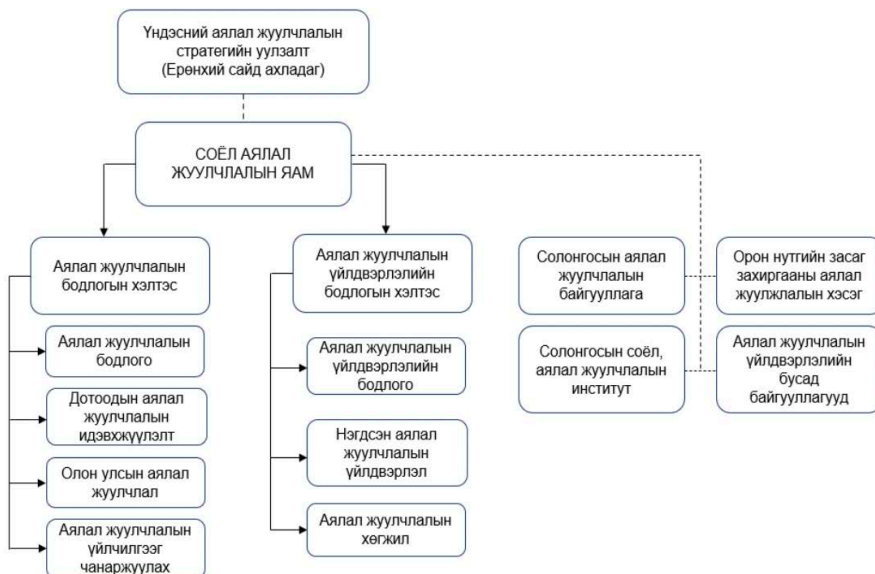 Үндэсний аялал жуулчлалын
стратегийн уулзалт
(Ерөнхий сайд ахладаг)
СОЁЛ АЯЛАЛ
ЖУУЛЧЛАЛЫН ЯАМ
Аялал жуулчлалын
бодлогын хэлтэс
Аялал жуулчлалын
бодлого
Дотоодын аялал
жуулчлалын
идэвхжүүлэлт
Олон улсын аялал
жуулчлал
Аялал жуулчлалын
үйлчилгээг
чанаржуулах
Аялал жуулчлалын
үйлдвэрлэлийн
бодлогын хэлтэс
Аялал жуулчлалын
үйлдвэрлэлийн
бодлого
Нэгдсэн аялал
жуулчлалын
үйлдвэрлэл
Аялал жуулчлалын
хөгжил
Солонгосын аялал
жуулчлалын
байгууллага
Орон нутгийн засаг
захиргааны аялал
жуулжлалын хэсэг
Солонгосын соёл,
аялал жуулчлалын
институт
Аялал жуулчлалын
үйлдвэрлэлийн
бусад
байгууллагууд